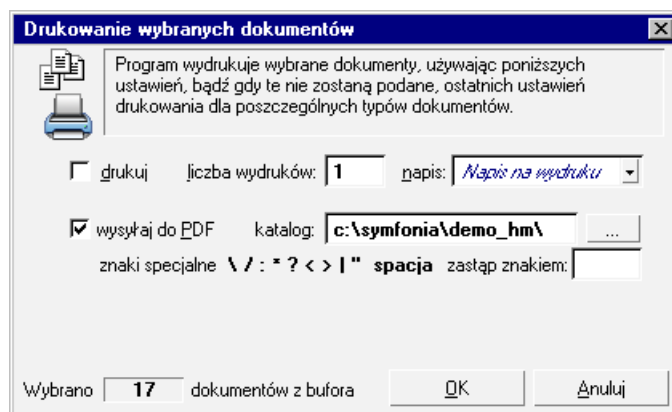 Drukowanie wybranych dokumentów
Program wydrukuje wybrane dokumenty, używając poniższych
ustawień, bądź gdy te nie zostaną podane, ostatnich ustawień
drukowania dla poszczególnych typów dokumentów.
drukuj liczba wydruków: 1 napis: Napis na wydruku
wysyłaj do PDF katalog: c:\symfonia\demo_hm\ ...
znaki specjalne \ / : * ? < > | " spacja zastąp znakiem:
Wybrano 17 dokumentów z bufora OK Anuluj